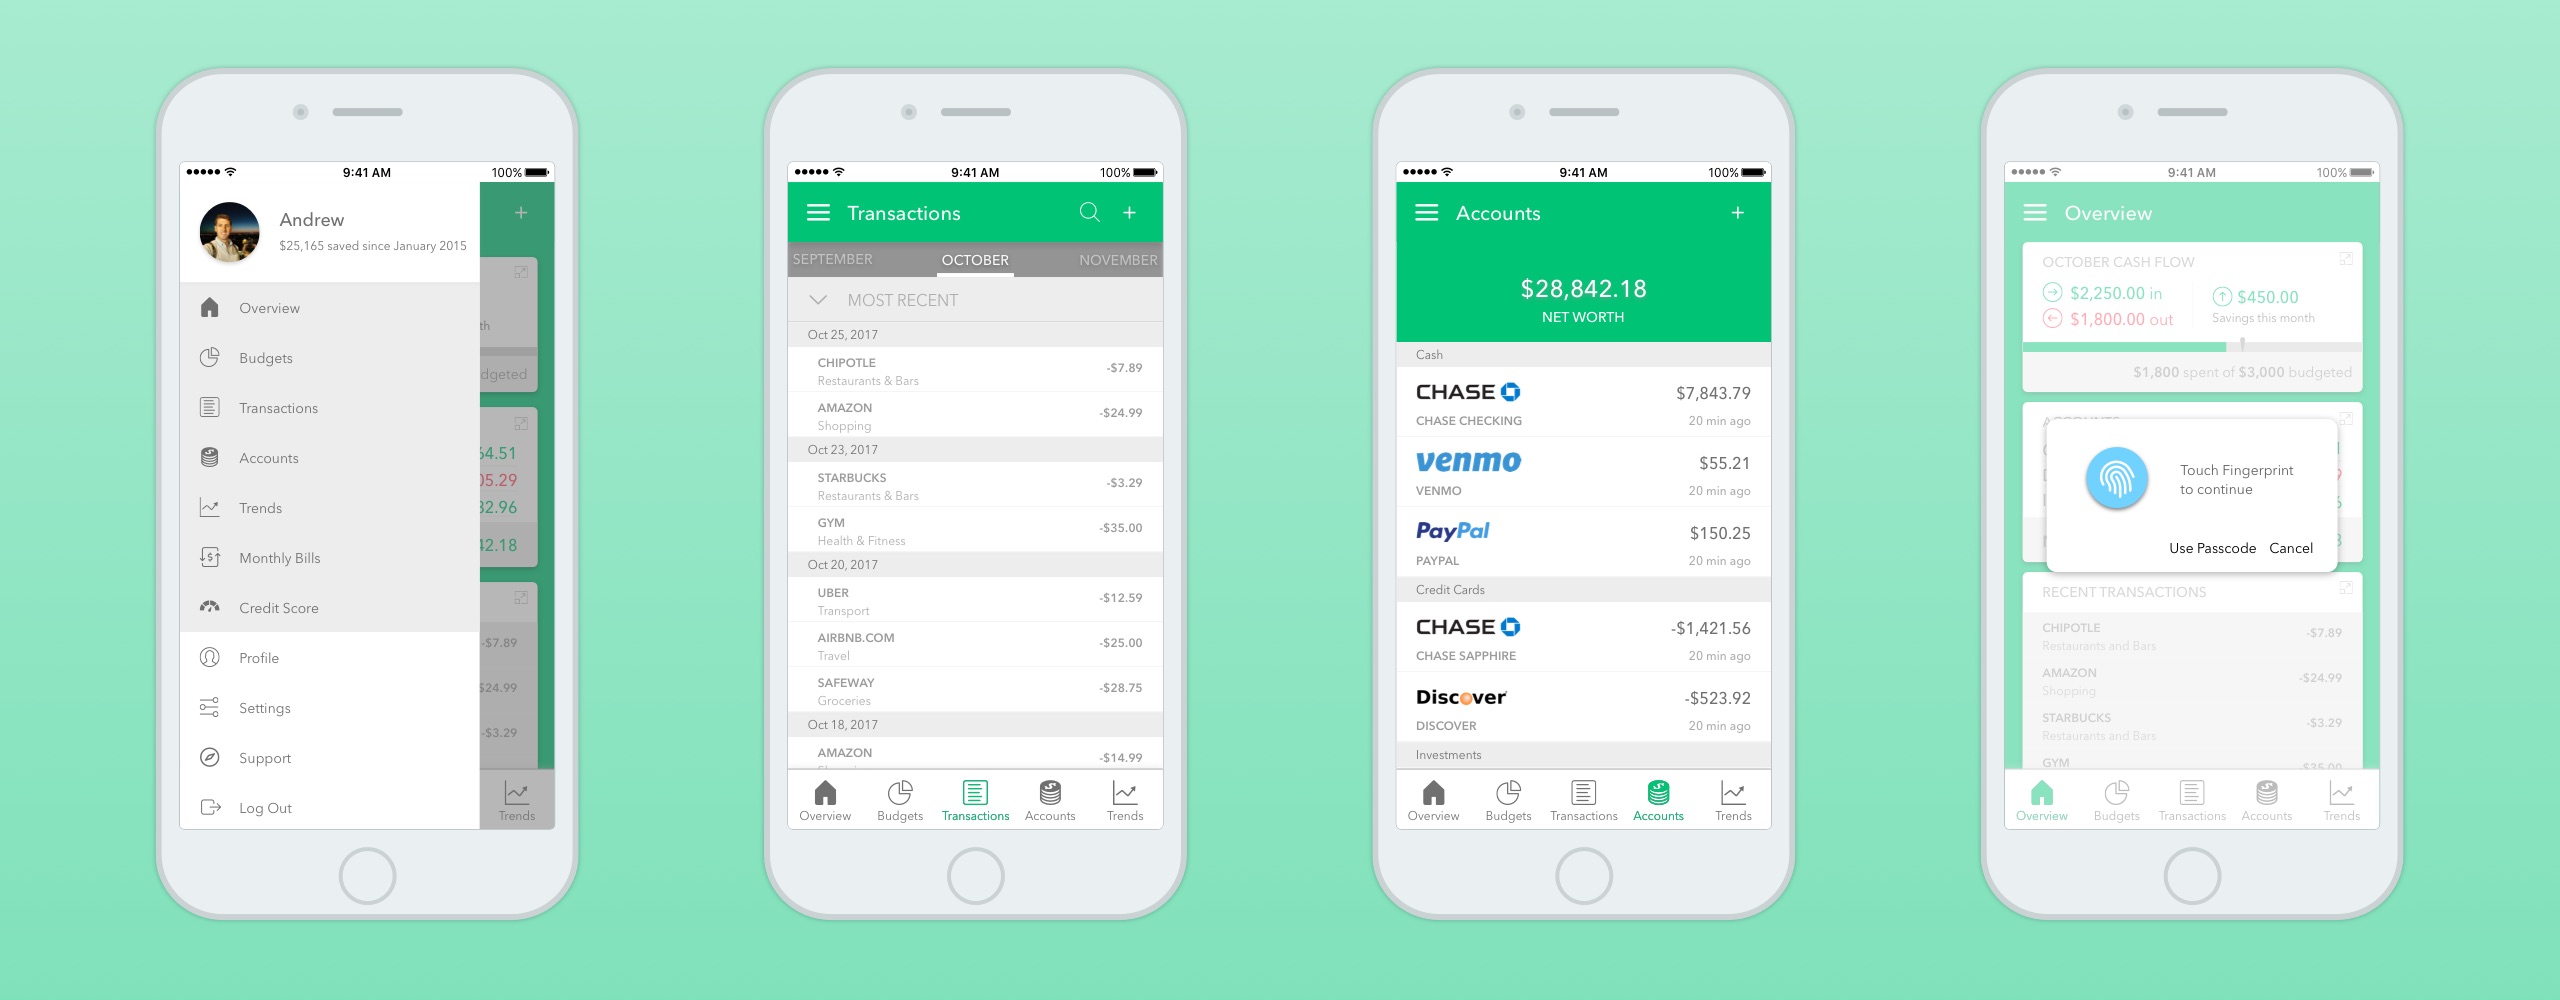 9:41 AM
100%
Andrew
$25,165 saved since January 2015
Overview
Budgets
Transactions
Accounts
Trends
Monthly Bills
Credit Score
Profile
Settings
Support
Log Out
+
th
dgeted
64.51
05.29
32.96
42.18
-$7.89
$24.99
-$3.29
Trends
9:41 AM
100%
Transactions
+
SEPTEMBER
OCTOBER
NOVEMBER
MOST RECENT
Oct 25, 2017
CHIPOTLE
-$7.89
Restaurants & Bars
AMAZON
-$24.99
Shopping
Oct 23, 2017
STARBUCKS
-$3.29
Restaurants & Bars
GYM
-$35.00
Health & Fitness
Oct 20, 2017
UBER
-$12.59
Transport
AIRBNB.COM
-$25.00
Travel
SAFEWAY
-$28.75
Groceries
Oct 18, 2017
AMAZON
-$14.99
Overview
Budgets
Transactions
Accounts
Trends
9:41 AM
100%
Accounts
+
$28,842.18
NET WORTH
Cash
CHASE
$7,843.79
CHASE CHECKING
20 min ago
venmo
$55.21
VENMO
20 min ago
PayPal
$150.25
PAYPAL
20 min ago
Credit Cards
CHASE
-$1,421.56
CHASE SAPPHIRE
20 min ago
Discover
-$523.92
DISCOVER
20 min ago
Investments
Overview
Budgets
Transactions
Accounts
Trends
9:41 AM
100%
Overview
OCTOBER CASH FLOW
$2,250.00 in
$1,800.00 out
$450.00
Savings this month
$1,800 spent of $3,000 budgeted
ACCOUNTS
Touch Fingerprint
to continue
Use Passcode
Cancel
RECENT TRANSACTIONS
CHIPOTLE
-$7.89
Restaurants and Bars
AMAZON
-$24.99
Shopping
STARBUCKS
-$3.29
Restaurants and Bars
GYM
-$35.00
Overview
Budgets
Transactions
Accounts
Trends